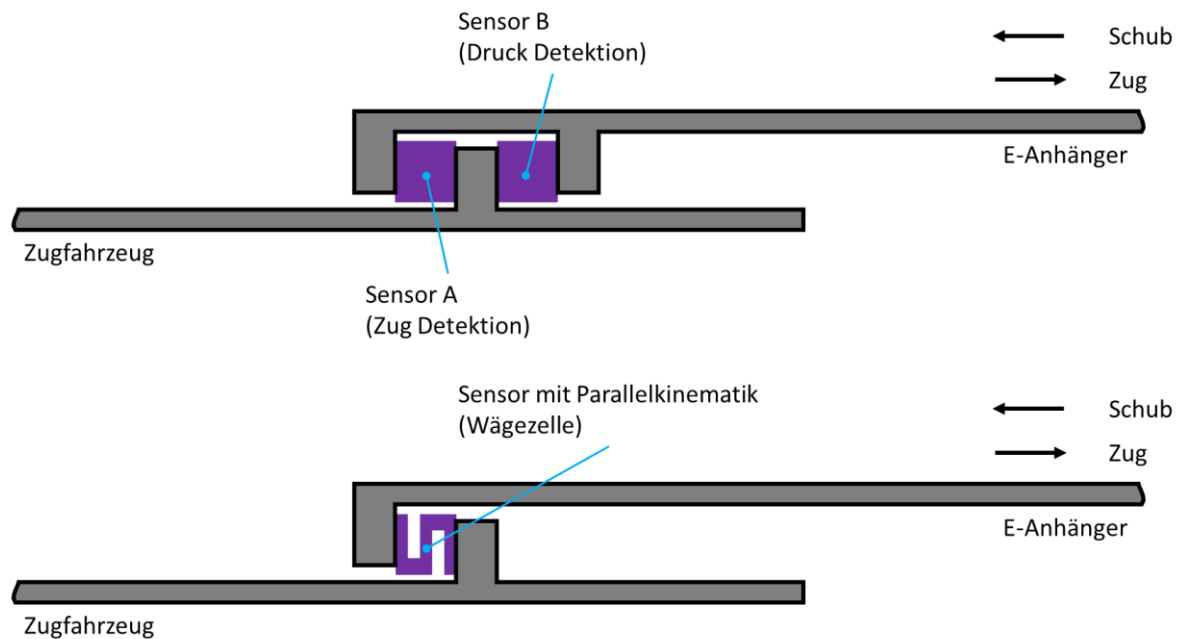 Sensor B
(Druck Detektion)
Schub
Zug
E-Anhänger
Zugfahrzeug
Sensor A
(Zug Detektion)
Sensor mit Parallelkinematik
(Wägezelle)
Schub
Zug
E-Anhänger
Zugfahrzeug